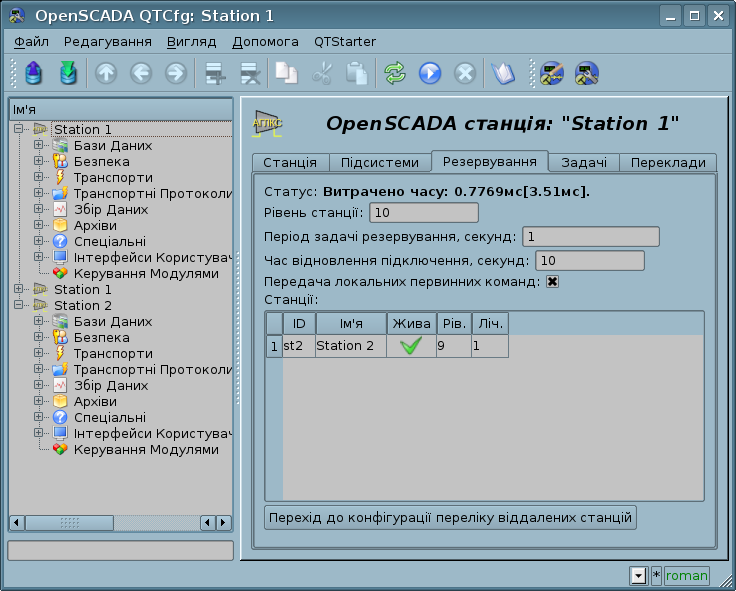 OpenSCADA QTCfg: Station 1
Файл Редагування Вигляд Допомога QTStarter
Ім'я
Station 1
Бази Даних
Безпека
Транспорти
Транспортні Протоколи
Збір Даних
Архіви
Спеціальні
Інтерфейси Користувач
Керування Модулями
Station 1
Station 2
Бази Даних
Безпека
Транспорти
Транспортні Протоколи
Збір Даних
Архіви
Спеціальні
Інтерфейси Користувач
Керування Модулями
OpenSCADA станція: "Station 1"
Станція Підсистеми Резервування Задачі Переклади
Статус: Витрачено часу: 0.7769мс[3.51мс].
Рівень станції: 10
Період задачі резервування, секунд: 1
Час відновлення підключення, секунд: 10
Передача локальних первинних команд:
Станції:
ID Ім'я Жива Рів. Ліч.
1 st2 Station 2 9 1
Перехід до конфігурації переліку віддалених станцій
* roman